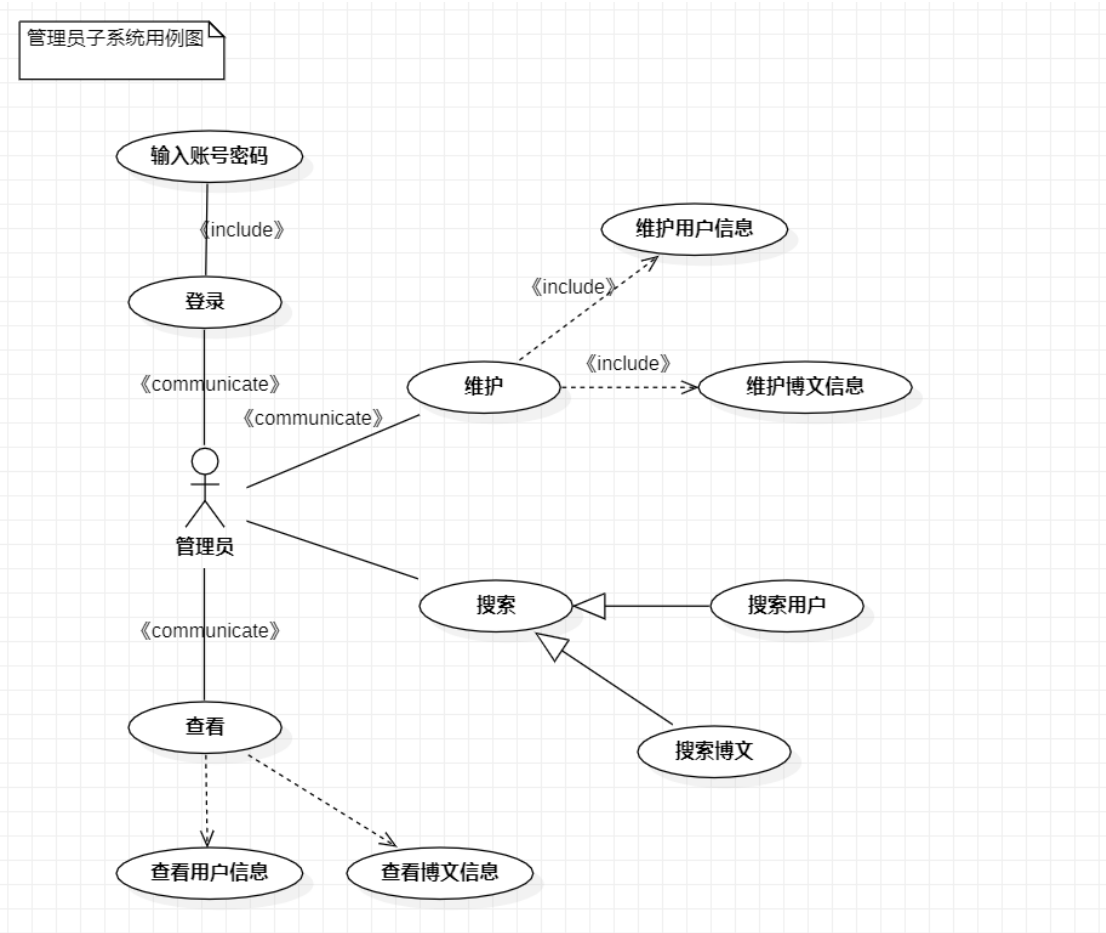 管理员子系统用例图
输入账号密码
《include》
维护用户信息
《include》
登录
《include》
维护
维护博文信息
《communicate》
《communicate》
管理员
搜索
搜索用户
《communicate》
查看
搜索博文
查看用户信息
查看博文信息